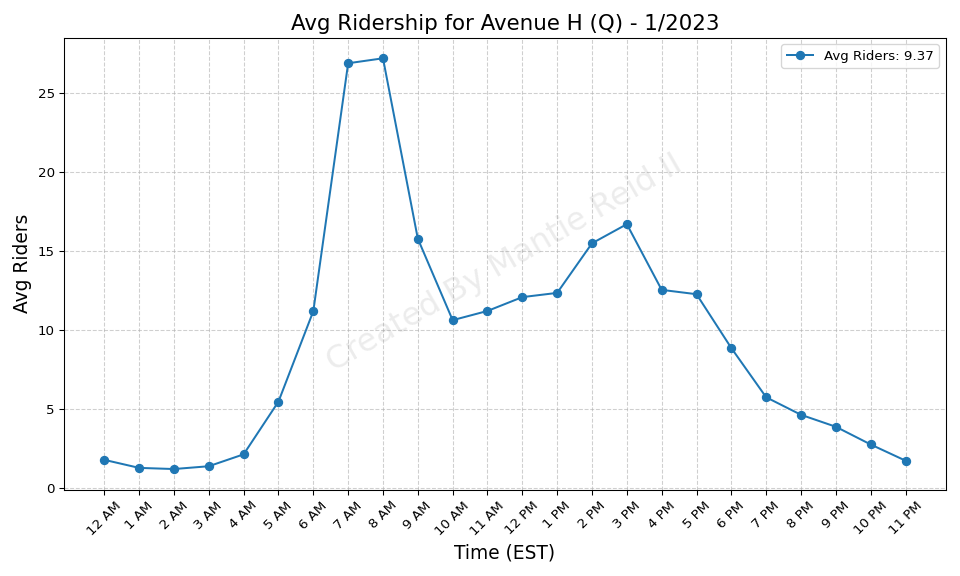 Avg Ridership for Avenue H (Q) - 1/2023
Avg Riders: 9.37
Avg Riders
25
20
15
10
5
0
Created By Mantie Reid II
12 AM
1 AM
2 AM
3 AM
4 AM
5 AM
6 AM
7 AM
8 AM
9 AM
10 AM
11 AM
12 PM
1 PM
2 PM
3 PM
4 PM
5 PM
6 PM
7 PM
8 PM
9 PM
10 PM
11 PM
Time (EST)